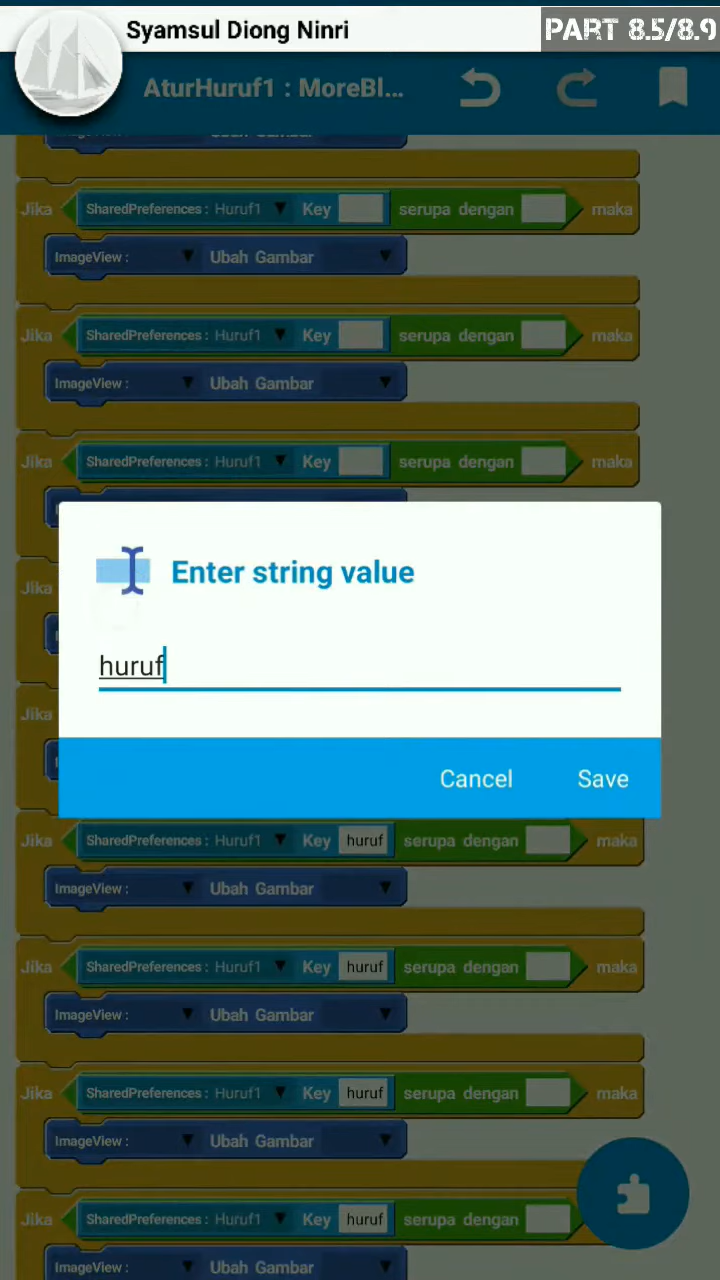 Syamsul Diong Ninri
PART 8.5/8.9
AturHuruf1 : MoreBl...
Ubah Gambar
Jika SharedPreferences : Huruf1 Key serupa dengan maka
ImageView : Ubah Gambar
Jika SharedPreferences : Huruf1 Key serupa dengan maka
ImageView : Ubah Gambar
Jika SharedPreferences : Huruf1 Key serupa dengan maka
Enter string value
Jika
huruf
Jika
Cancel Save
Jika SharedPreferences : Huruf1 Key huruf serupa dengan maka
ImageView : Ubah Gambar
Jika SharedPreferences : Huruf1 Key huruf serupa dengan maka
ImageView : Ubah Gambar
Jika SharedPreferences : Huruf1 Key huruf serupa dengan maka
ImageView : Ubah Gambar
Jika SharedPreferences : Huruf1 Key huruf serupa dengan
ImageView : Ubah Gambar